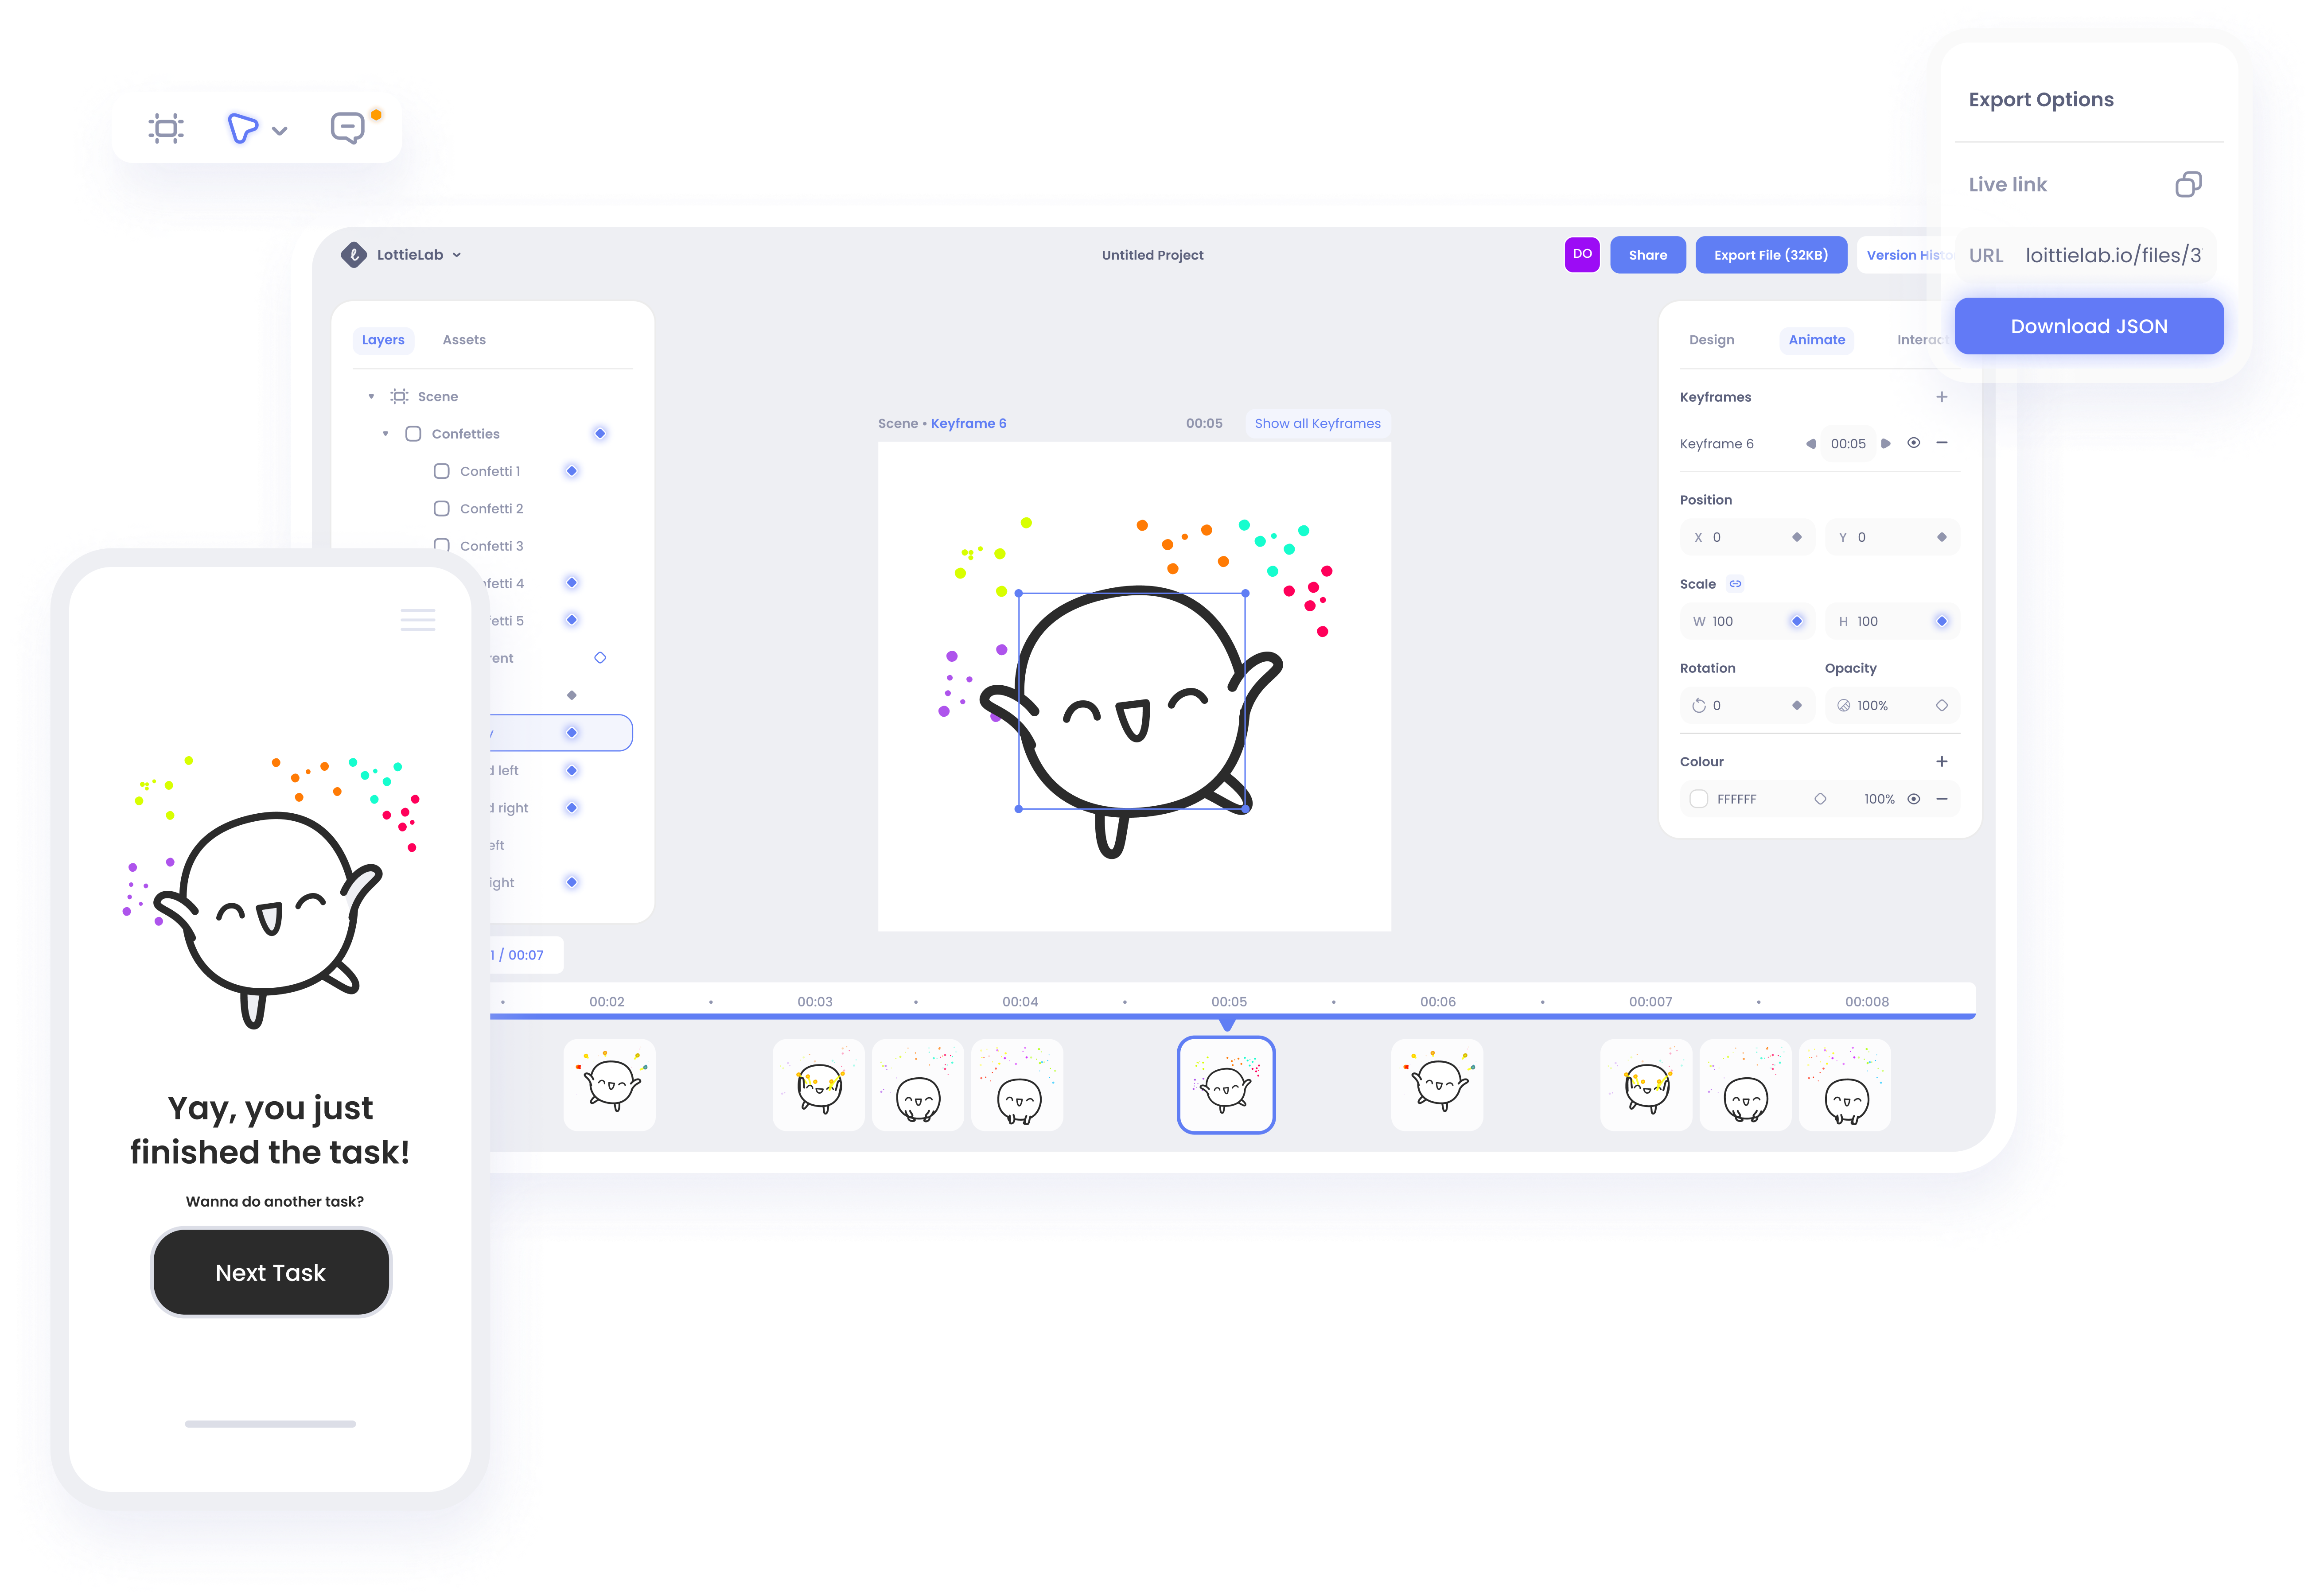 Export Options
Live link
URL loittielab.io/files/3
Download JSON
LottieLab
Untitled Project
DO
Share
Export File (32KB)
Version
Layers Assets
Scene
Confetties
Confetti 1
Confetti 2
Confetti 3
fetti 4
etti 5
rent
y
d left
d right
eft
ight
1 / 00:07
Scene • Keyframe 6 00:05 Show all Keyframes
Design Animate Interact
Keyframes
Keyframe 6 00:05
Position
X 0 Y 0
Scale
W 100 H 100
Rotation Opacity
0 100%
Colour
FFFFFF 100%
00:02 00:03 00:04 00:05 00:06 00:007 00:008
Yay, you just
finished the task!
Wanna do another task?
Next Task